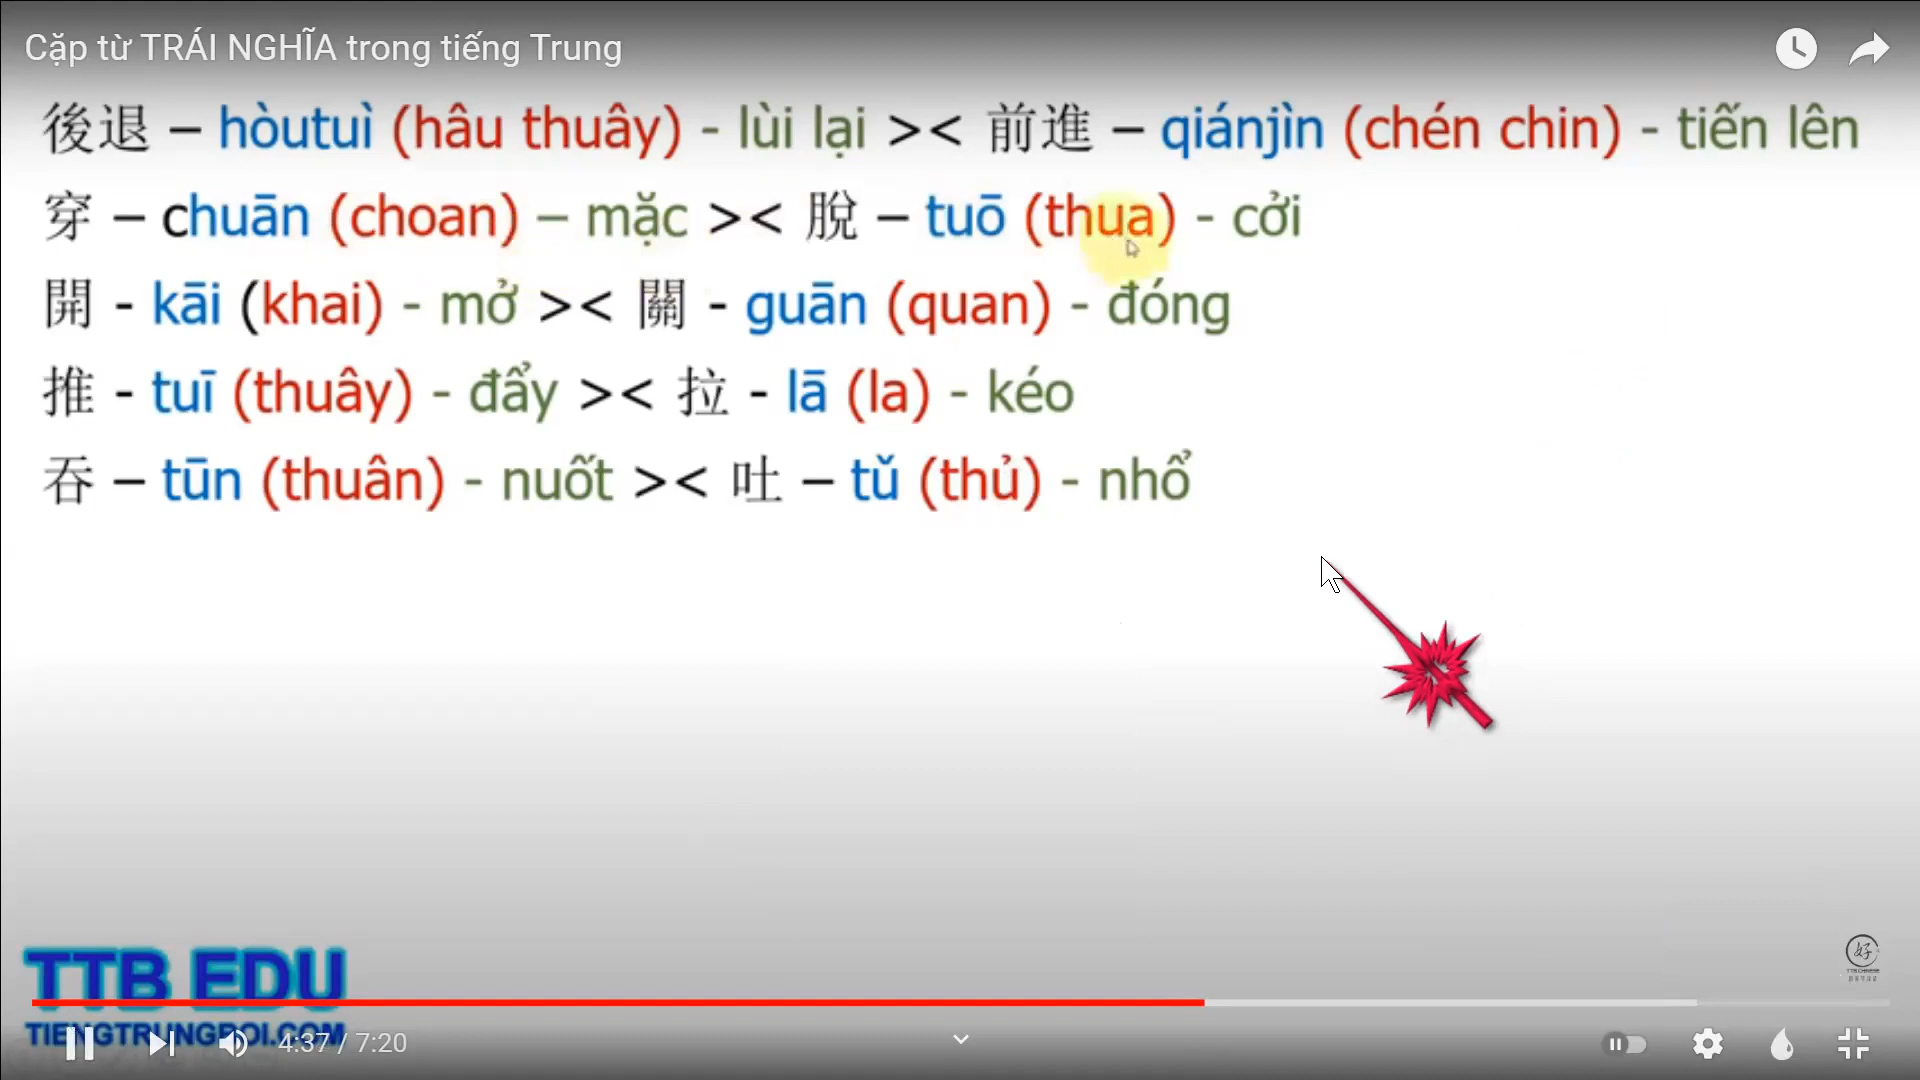 Cặp từ TRÁI NGHĨA trong tiếng Trung
後退 – hòutuì (hâu thuây) - lùi lại >< 前進 – qiánjìn (chén chin) - tiến lên
穿 – chuān (choan) – mặc >< 脫 – tuō (thua) - cởi
開 - kāi (khai) - mở >< 關 - guān (quan) - đóng
推 - tuī (thuây) - đẩy >< 拉 - lā (la) - kéo
吞 – tūn (thuân) - nuốt >< 吐 – tǔ (thủ) - nhổ
好
TTB EDU
TIENGTRUNGBOI.COM
4:37 / 7:20